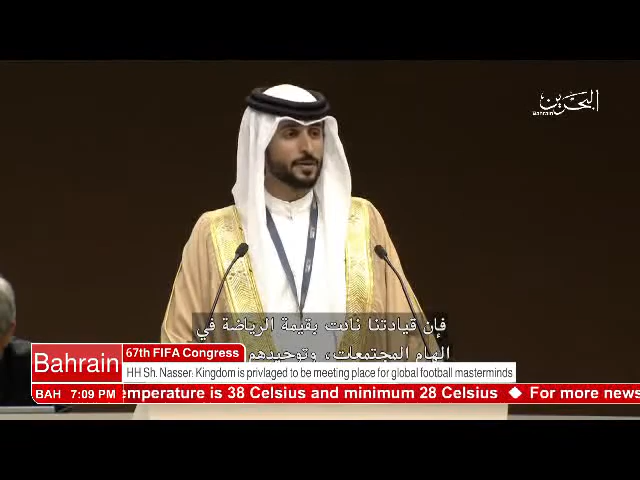 البحرين
Bahrain
فإن قيادتنا نادت بقيمة الرياضة في
إلهام المجتمعات، وتوحيدهم
67th FIFA Congress
Bahrain
HH Sh. Nasser: Kingdom is privlaged to be meeting place for global football masterminds
BAH 7:09 PM emperature is 38 Celsius and minimum 28 Celsius ◆ For more news